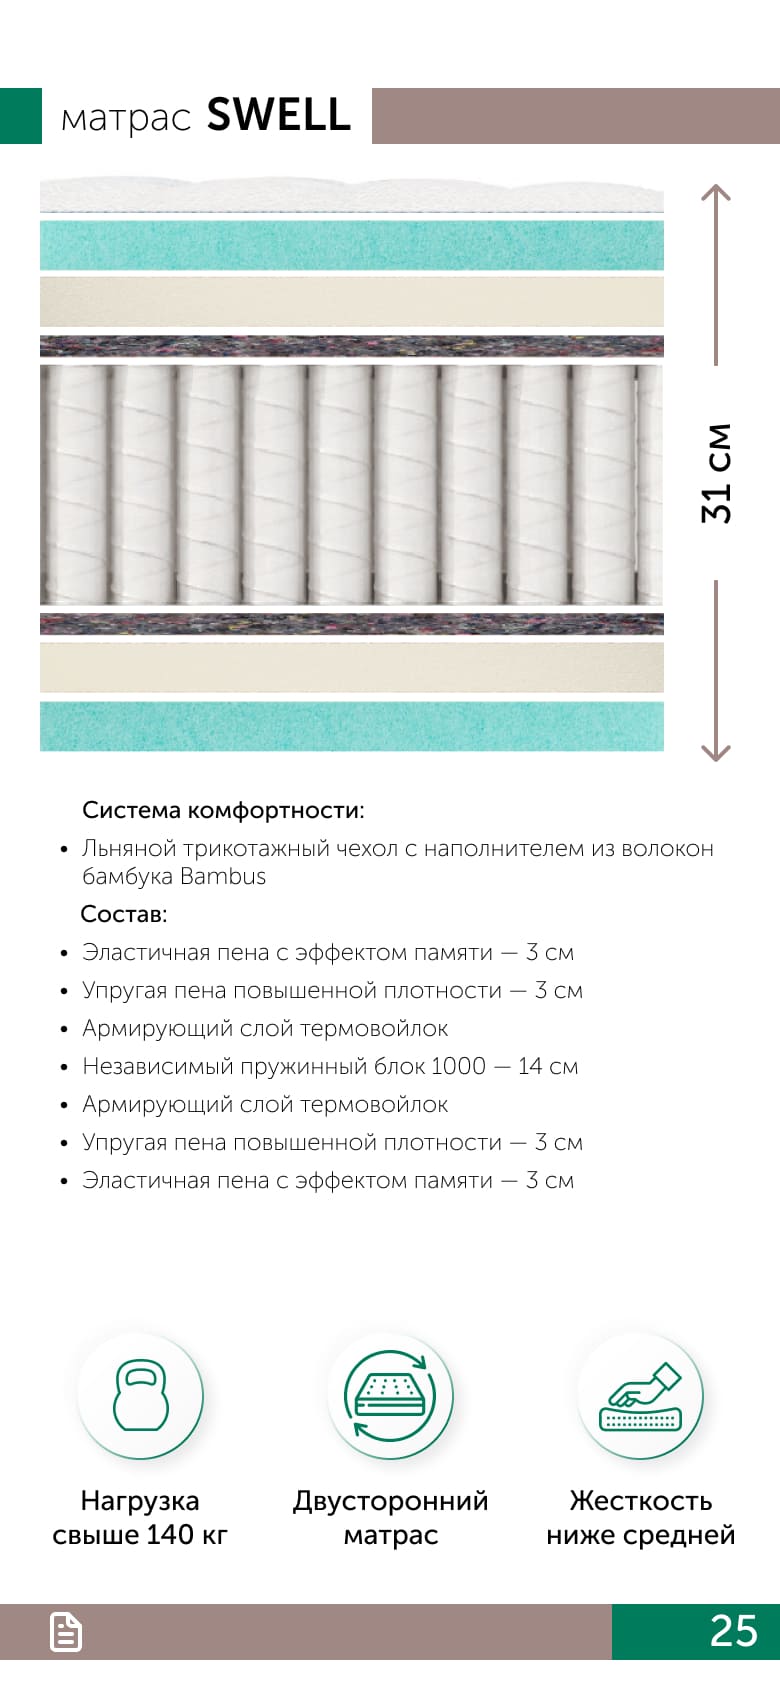 матрас SWELL
31 см
Система комфортности:
• Льняной трикотажный чехол с наполнителем из волокон
бамбука Bambus
Состав:
• Эластичная пена с эффектом памяти — 3 см
• Упругая пена повышенной плотности — 3 см
• Армирующий слой термовойлок
• Независимый пружинный блок 1000 — 14 см
• Армирующий слой термовойлок
• Упругая пена повышенной плотности — 3 см
• Эластичная пена с эффектом памяти — 3 см
Нагрузка
свыше 140 кг
Двусторонний
матрас
Жесткость
ниже средней
25